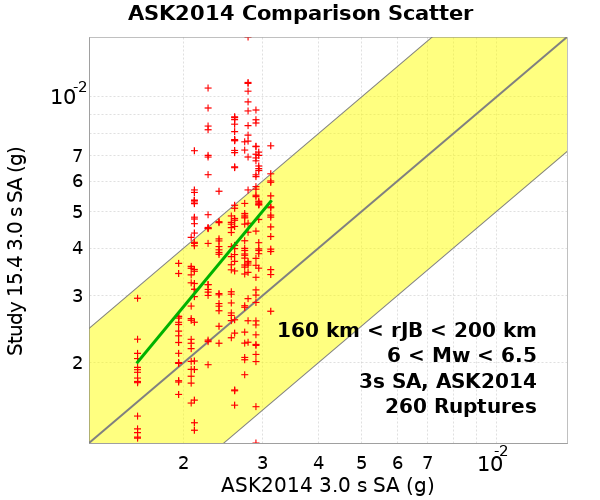 ASK2014 Comparison Scatter
Study 15.4 3.0 s SA (g)
10-2
7
6
5
4
3
2
160 km < rJB < 200 km
6 < Mw < 6.5
3s SA, ASK2014
260 Ruptures
2 3 4 5 6 7 10-2
ASK2014 3.0 s SA (g)